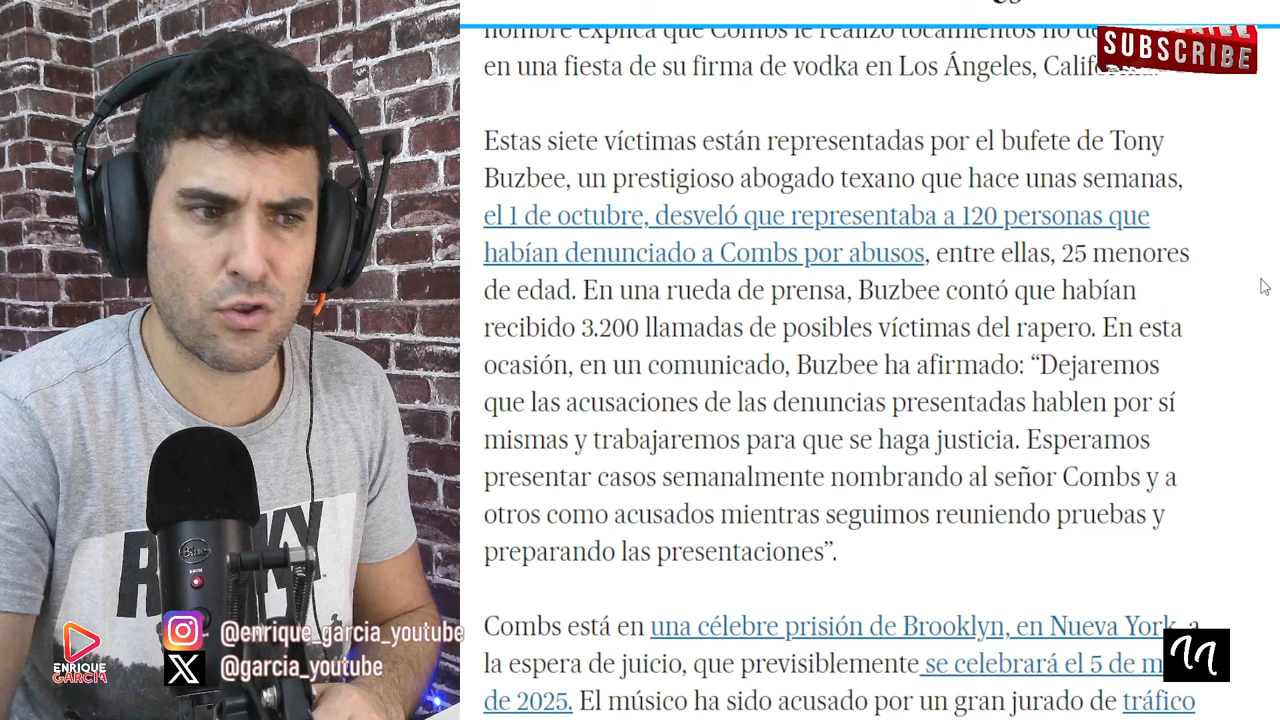 en una fiesta de su firma de vodka en Los Ángeles,
SUBSCRIBE
Estas siete víctimas están representadas por el bufete de Tony
Buzbee, un prestigioso abogado texano que hace unas semanas,
el 1 de octubre, desveló que representaba a 120 personas que
habían denunciado a Combs por abusos, entre ellas, 25 menores
de edad. En una rueda de prensa, Buzbee contó que habían
recibido 3.200 llamadas de posibles víctimas del rapero. En esta
ocasión, en un comunicado, Buzbee ha afirmado: “Dejaremos
que las acusaciones de las denuncias presentadas hablen por sí
mismas y trabajaremos para que se haga justicia. Esperamos
presentar casos semanalmente nombrando al señor Combs y a
otros como acusados mientras seguimos reuniendo pruebas y
preparando las presentaciones”.
Combs está en una célebre prisión de Brooklyn, en Nueva York, a
la espera de juicio, que previsiblemente se celebrará el 5 de m
de 2025. El músico ha sido acusado por un gran jurado de tráfico
Blue
@enrique_garcia_youtube
@garcia_youtube
ENRIQUE
GARCIA